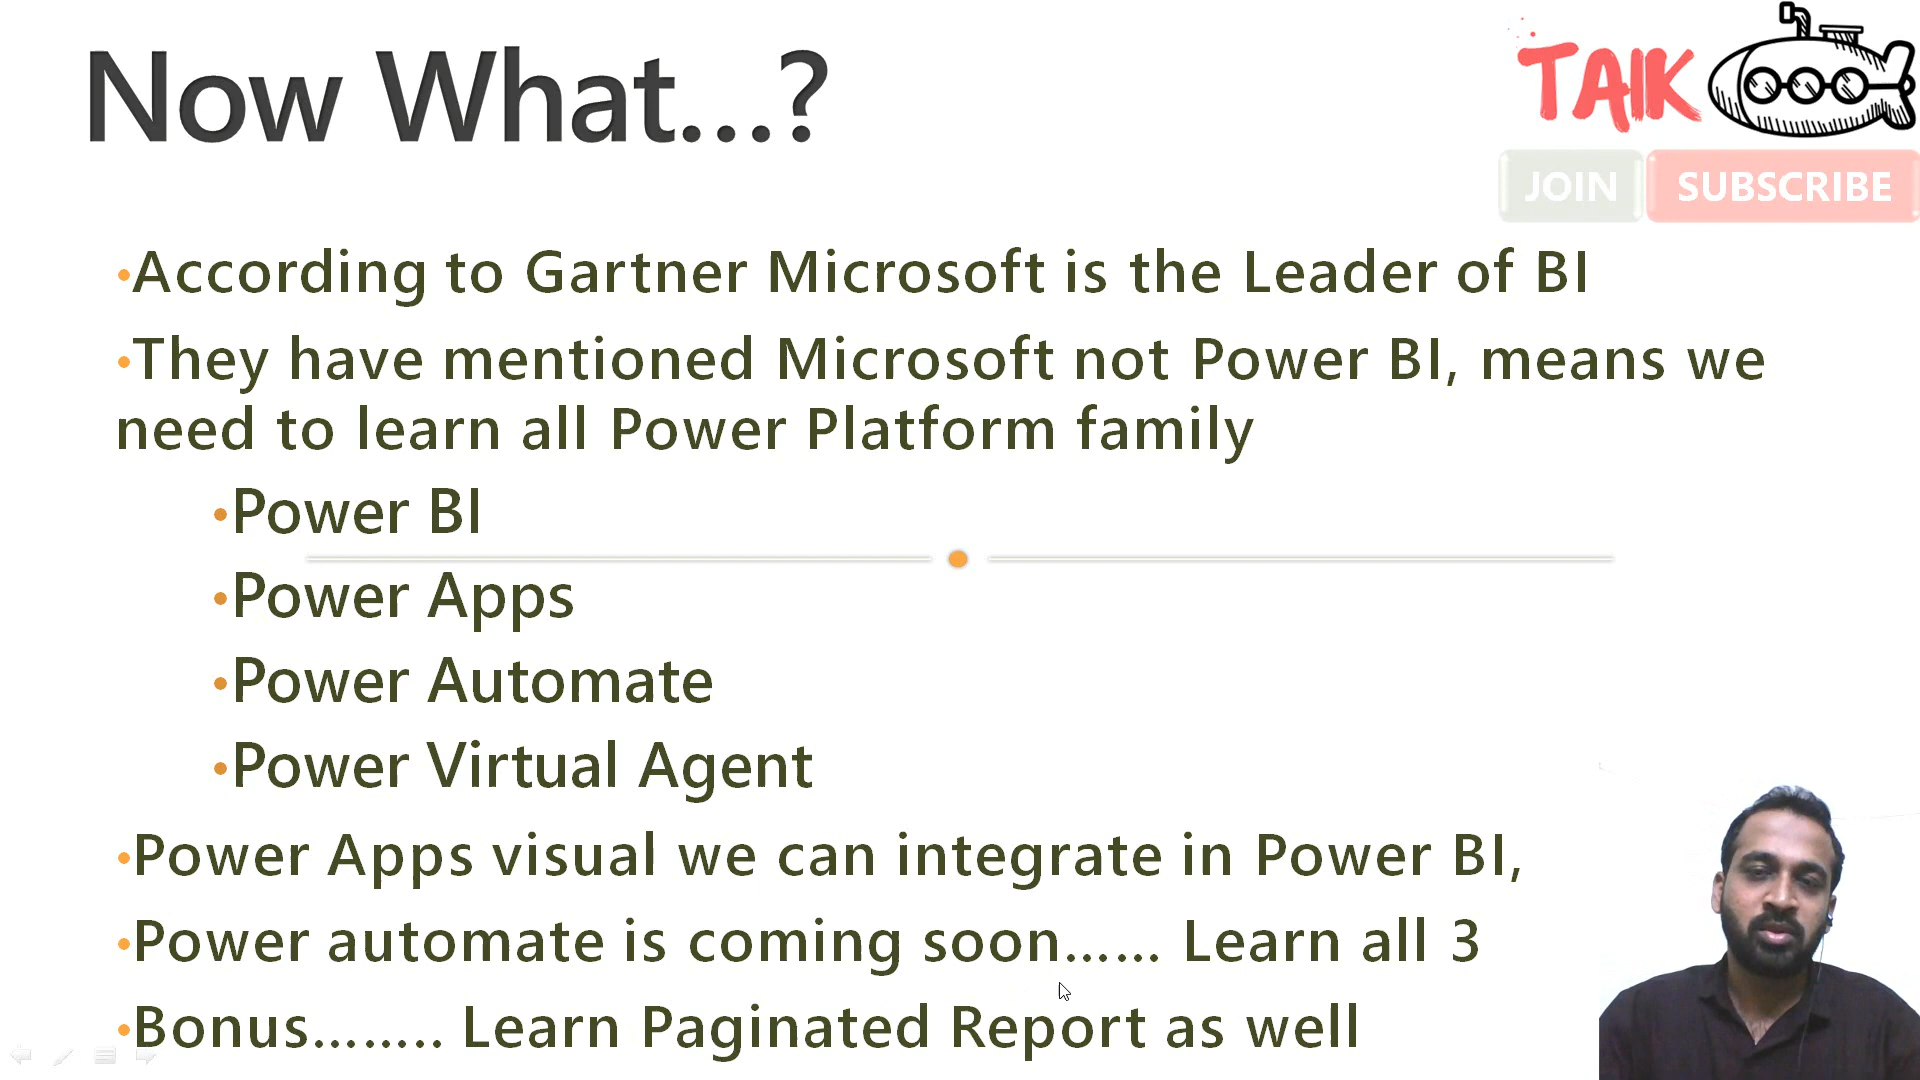 Now What...?
TAIK
JOIN
SUBSCRIBE
•According to Gartner Microsoft is the Leader of BI
•They have mentioned Microsoft not Power BI, means we
need to learn all Power Platform family
•Power BI
•Power Apps
•Power Automate
•Power Virtual Agent
•Power Apps visual we can integrate in Power BI,
•Power automate is coming soon...... Learn all 3
•Bonus........ Learn Paginated Report as well